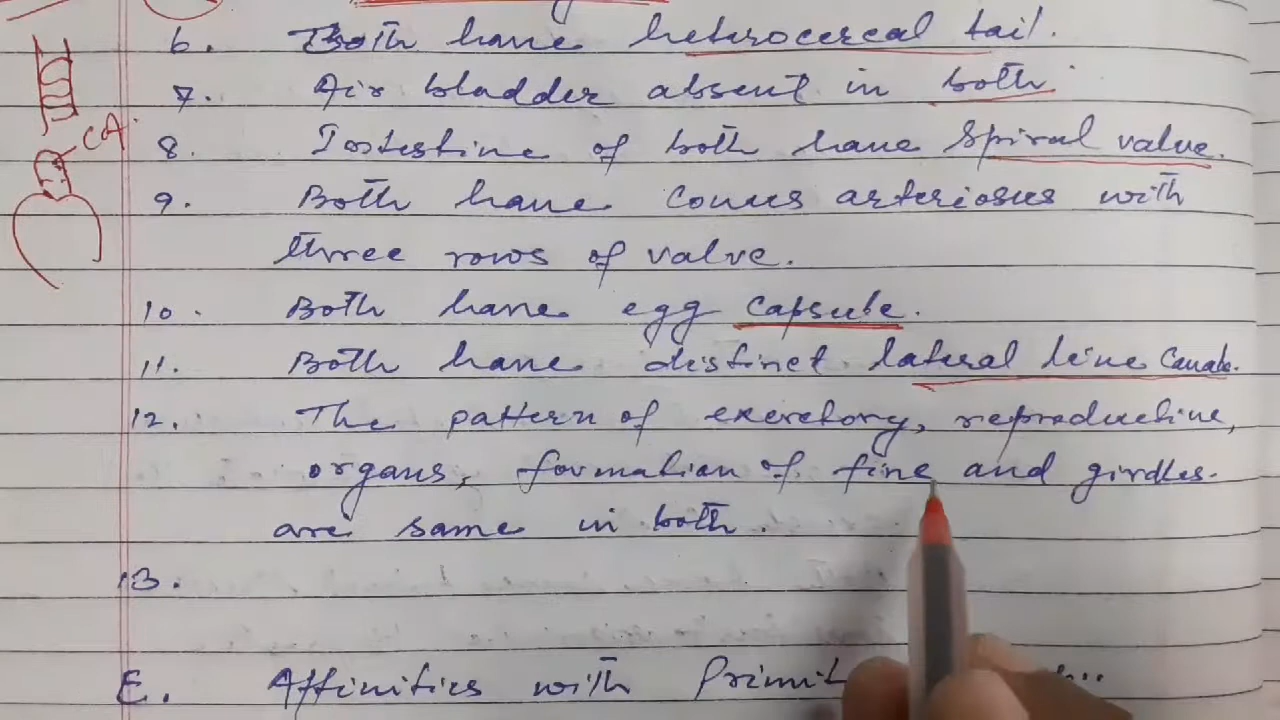 6. Both have heterocercal tail.
7. Air bladder absent in both
8. Intestine of both have Spiral valve.
CA
9. Both have conus arteriosus with
three rows of valve.
10. Both have egg capsule.
11. Both have distinct lateral line Canals.
12. The pattern of excretory, reproductive,
organs, formation of fine and girdles.
are same in both.
13.
E. Affinities with Primit